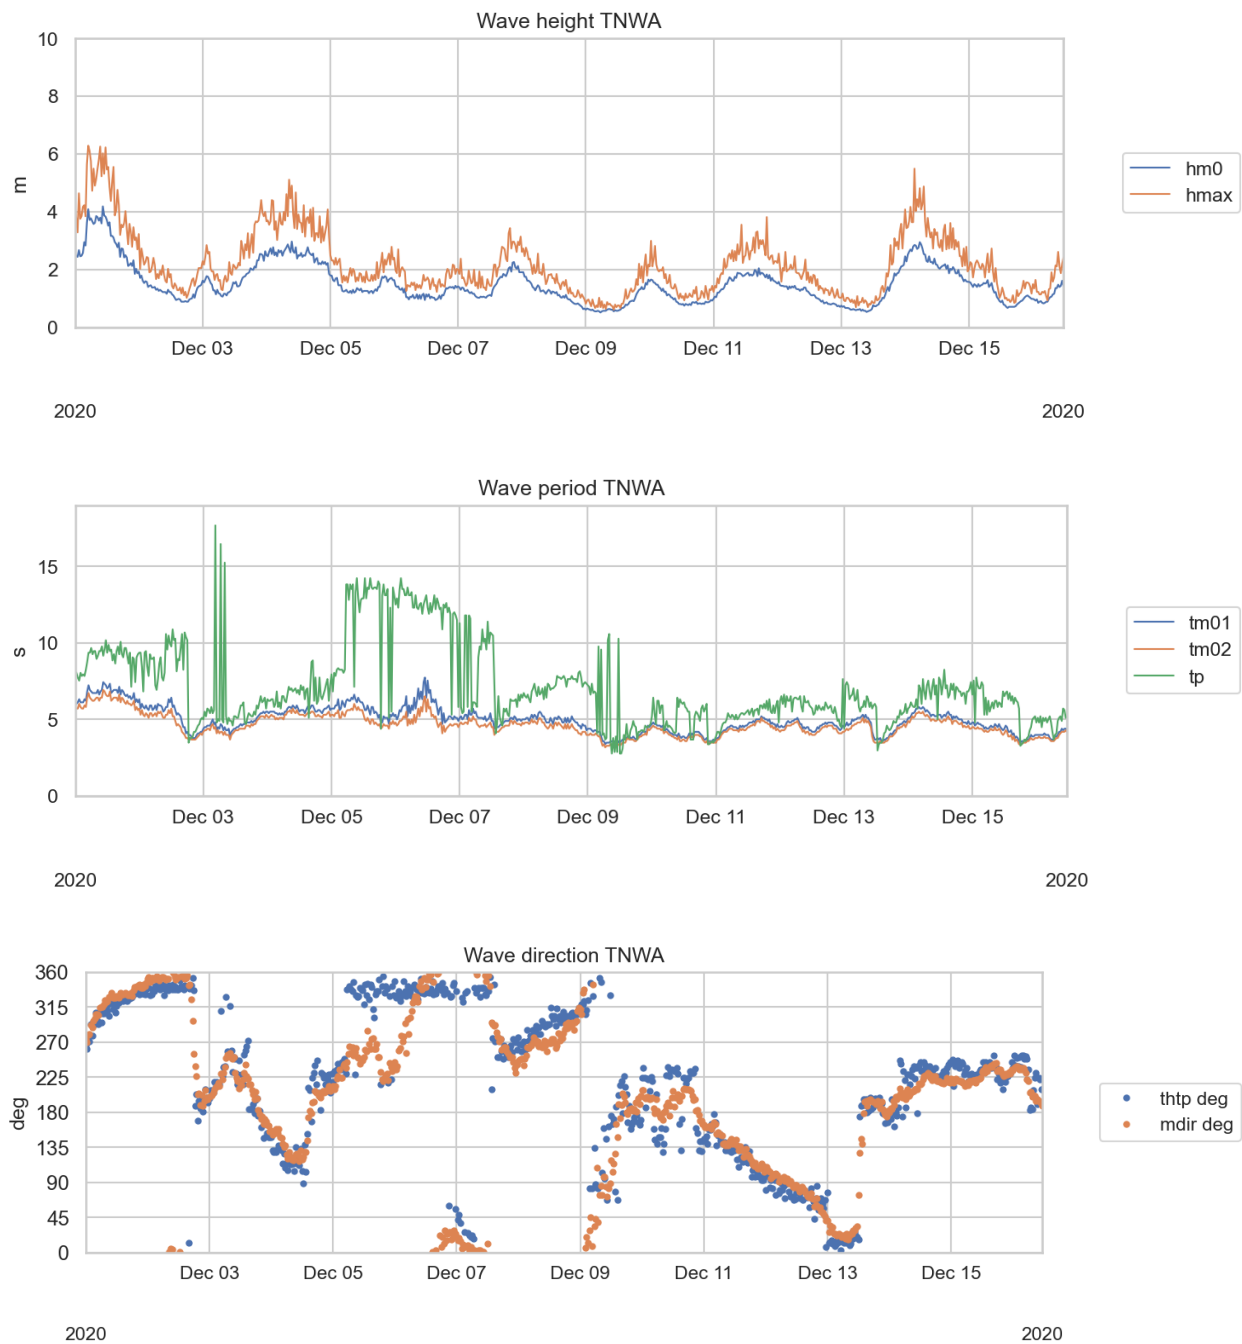 Wave height TNWA
10
8
6
4
2
0
m
Dec 03 Dec 05 Dec 07 Dec 09 Dec 11 Dec 13 Dec 15
2020 2020
hm0
hmax
Wave period TNWA
15
10
5
0
s
Dec 03 Dec 05 Dec 07 Dec 09 Dec 11 Dec 13 Dec 15
2020 2020
tm01
tm02
tp
Wave direction TNWA
360
315
270
225
180
135
90
45
0
deg
Dec 03 Dec 05 Dec 07 Dec 09 Dec 11 Dec 13 Dec 15
2020 2020
thtp deg
mdir deg